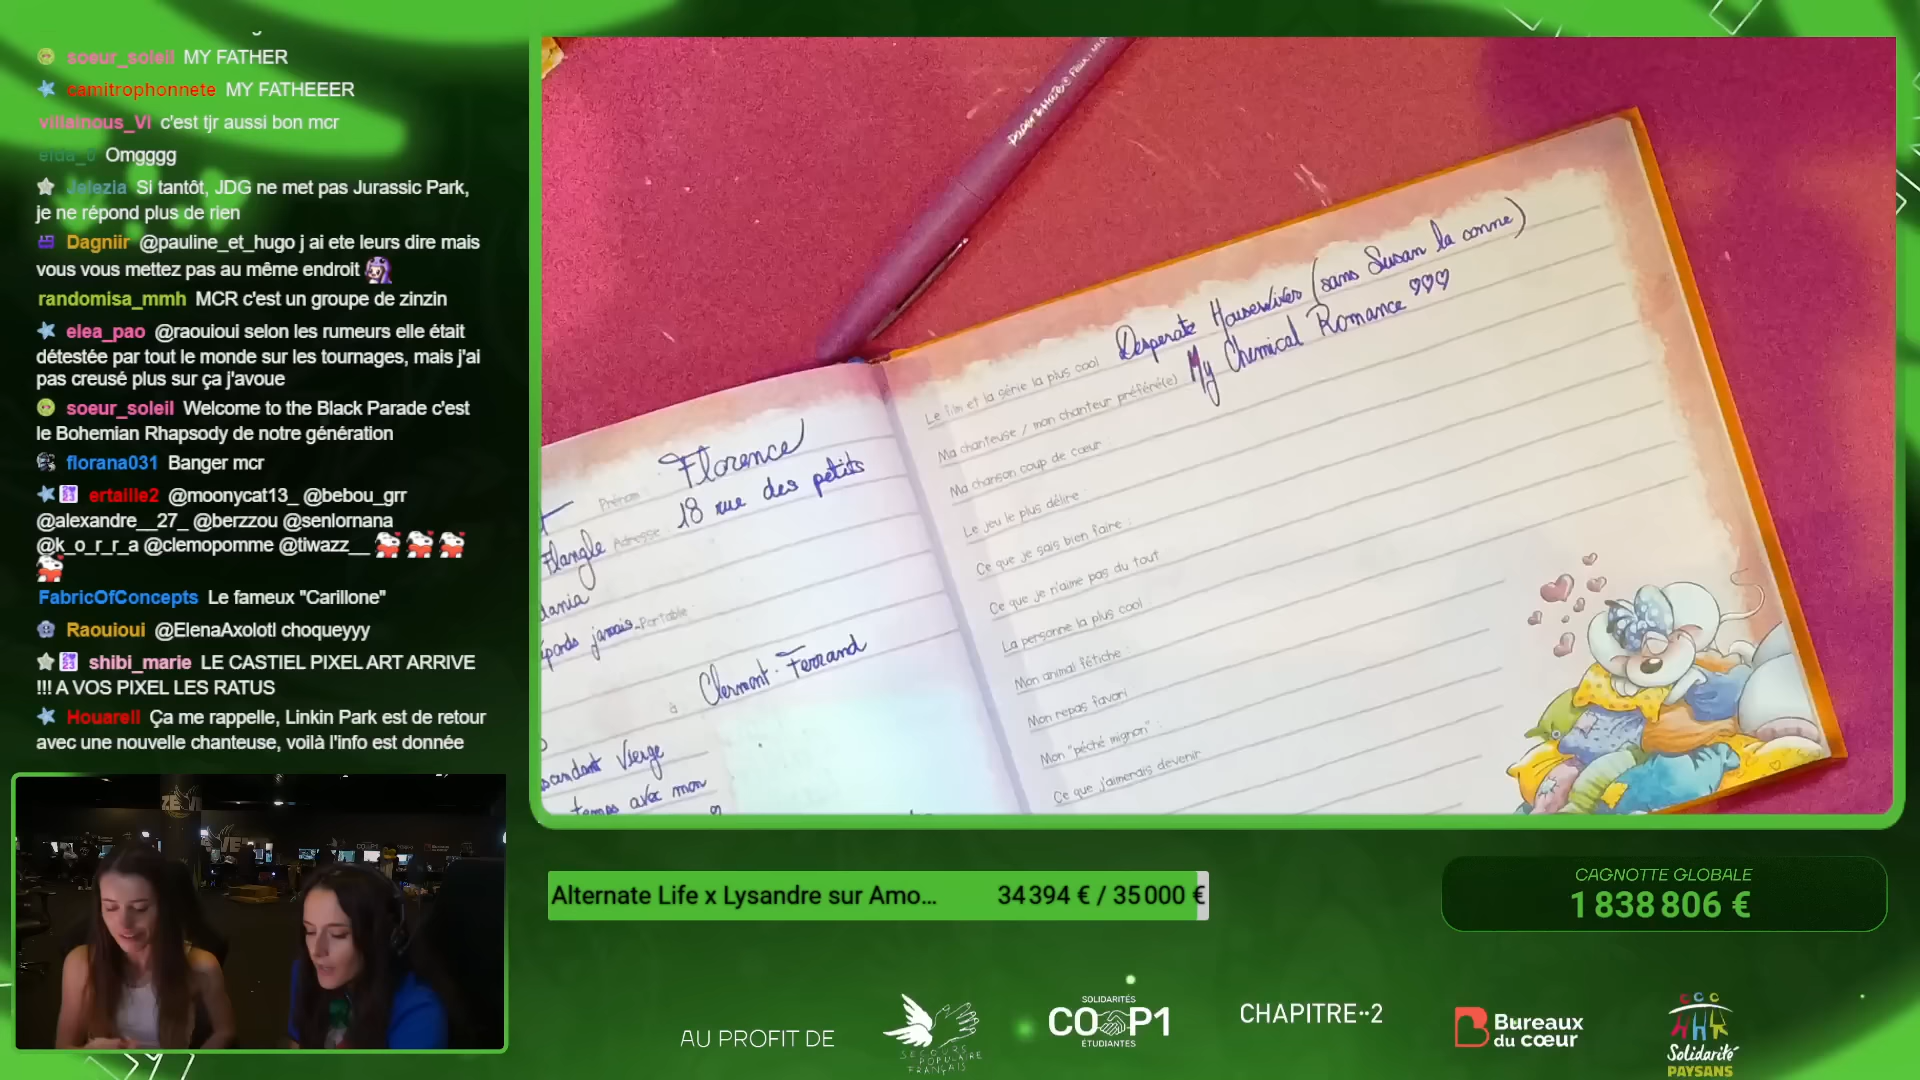 soeur_soleil MY FATHER
camitrophonnete MY FATHEEER
villainous_Vi c'est tjr aussi bon mcr
elda_0 Omgggg
Jelezia Si tantôt, JDG ne met pas Jurassic Park,
je ne répond plus de rien
Dagniir @pauline_et_hugo j ai ete leurs dire mais
vous vous mettez pas au même endroit
randomisa_mmh MCR c'est un groupe de zinzin
elea_pao @raouioui selon les rumeurs elle était
détestée par tout le monde sur les tournages, mais j'ai
pas creusé plus sur ça j'avoue
soeur_soleil Welcome to the Black Parade c'est
le Bohemian Rhapsody de notre génération
florana031 Banger mcr
ertaille2 @moonycat13_ @bebou_grr
@alexandre__27_ @berzzou @senlornana
@k_o_r_r_a @clemopomme @tiwazz__
FabricOfConcepts Le fameux "Carillone"
Raouioui @ElenaAxolotl choqueyyy
shibi_marie LE CASTIEL PIXEL ART ARRIVE
!!! A VOS PIXEL LES RATUS
Houarell Ça me rappelle, Linkin Park est de retour
avec une nouvelle chanteuse, voilà l'info est donnée
Prénom : Florence
Adresse 18 rue des petits
Portable
jamais
à Clermont-Ferrand
Vierge
temps avec mon
Le film et la série la plus cool Desperate Housewives (sans Susan la conne)
Ma chanteuse / mon chanteur préféré(e) My Chemical Romance ♡♡♡
Ma chanson coup de cœur
Le jeu le plus délire :
Ce que je sais bien faire :
Ce que je n'aime pas du tout
La personne la plus cool
Mon animal fétiche :
Mon repas favori
Mon "péché mignon" :
Ce que j'aimerais devenir
Alternate Life x Lysandre sur Amo... 34 394 € / 35 000 €
CAGNOTTE GLOBALE
1 838 806 €
AU PROFIT DE
SECOURS
POPULAIRE
FRANÇAIS
SOLIDARITÉS
CO P1
ÉTUDIANTES
CHAPITRE··2
Bureaux
du cœur
Solidarité
PAYSANS